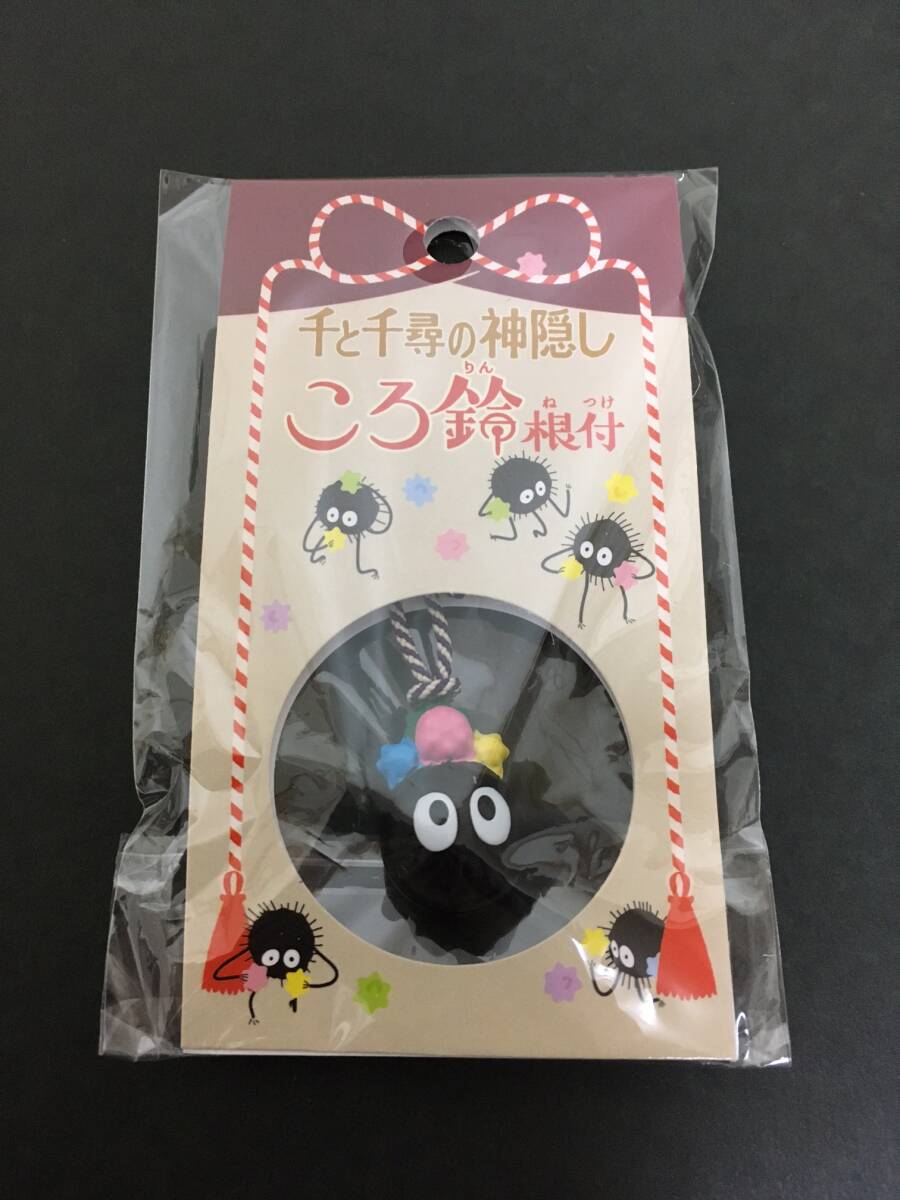 千と千尋の神隠し
りん
ころ鈴
ね つけ
根付